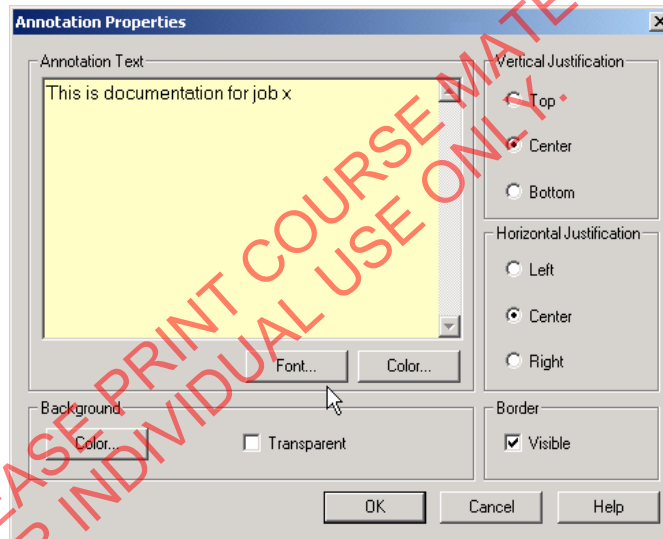 Annotation Properties
Annotation Text
This is documentation for job x
Font...
Color...
Vertical Justification
Top
Center
Bottom
Horizontal Justification
Left
Center
Right
Background
Color...
Transparent
Border
Visible
OK
Cancel
Help
EASE PRINT COURSE MATE
R INDIVIDUAL USE ONLY.